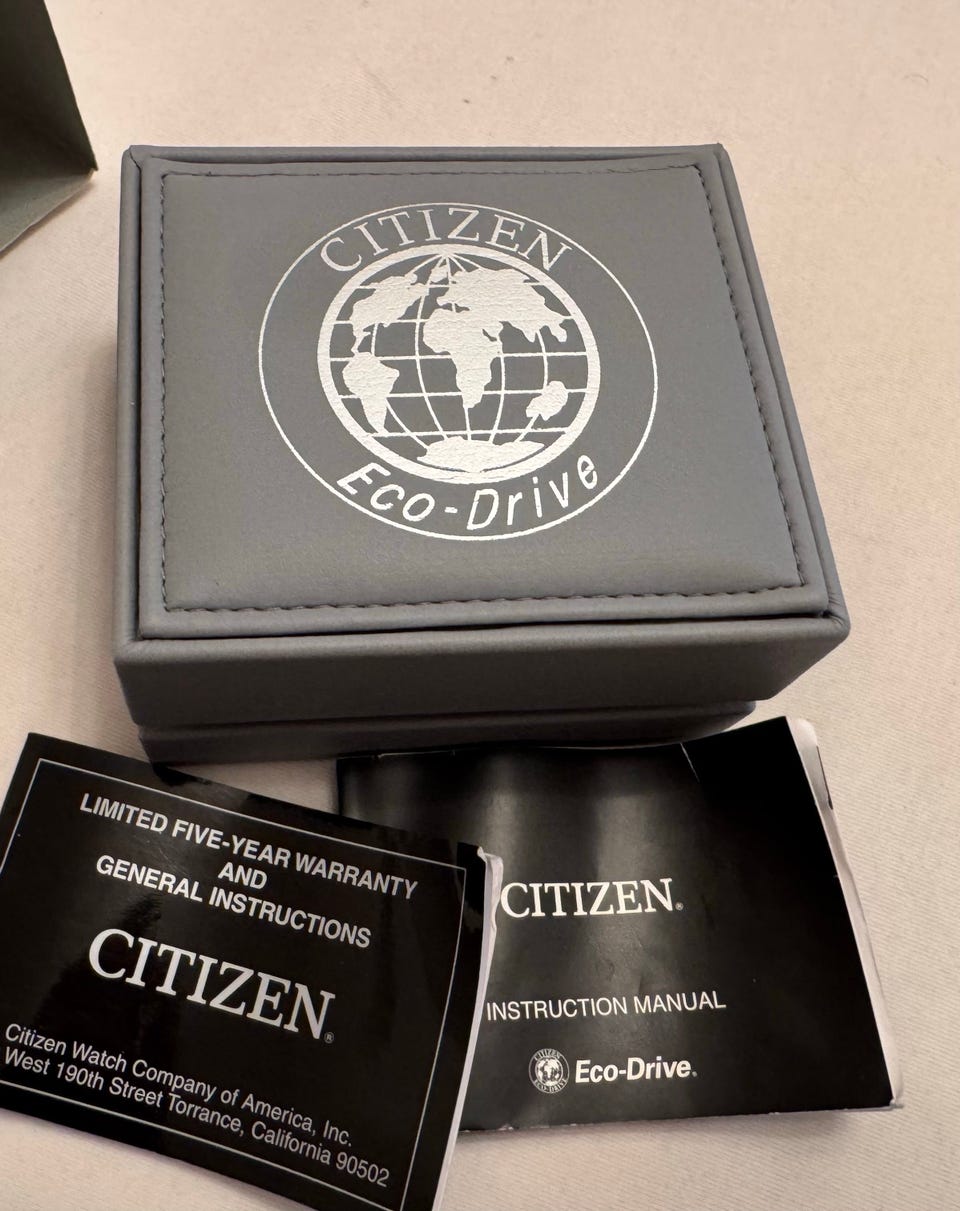 CITIZEN
Eco-Drive
LIMITED FIVE-YEAR WARRANTY
AND
GENERAL INSTRUCTIONS
CITIZEN®
Citizen Watch Company of America, Inc.
West 190th Street Torrance, California 90502
CITIZEN®
INSTRUCTION MANUAL
CITIZEN
Eco-Drive®